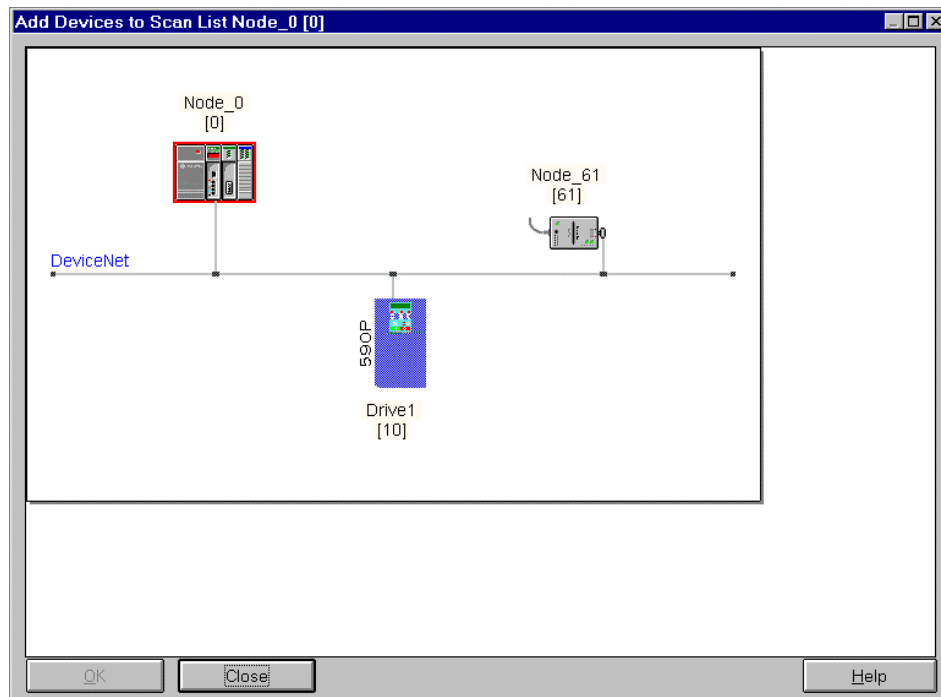 Add Devices to Scan List Node_0 [0]
Node_0
[0]
Node_61
[61]
DeviceNet
590P
Drive1
[10]
OK
Close
Help